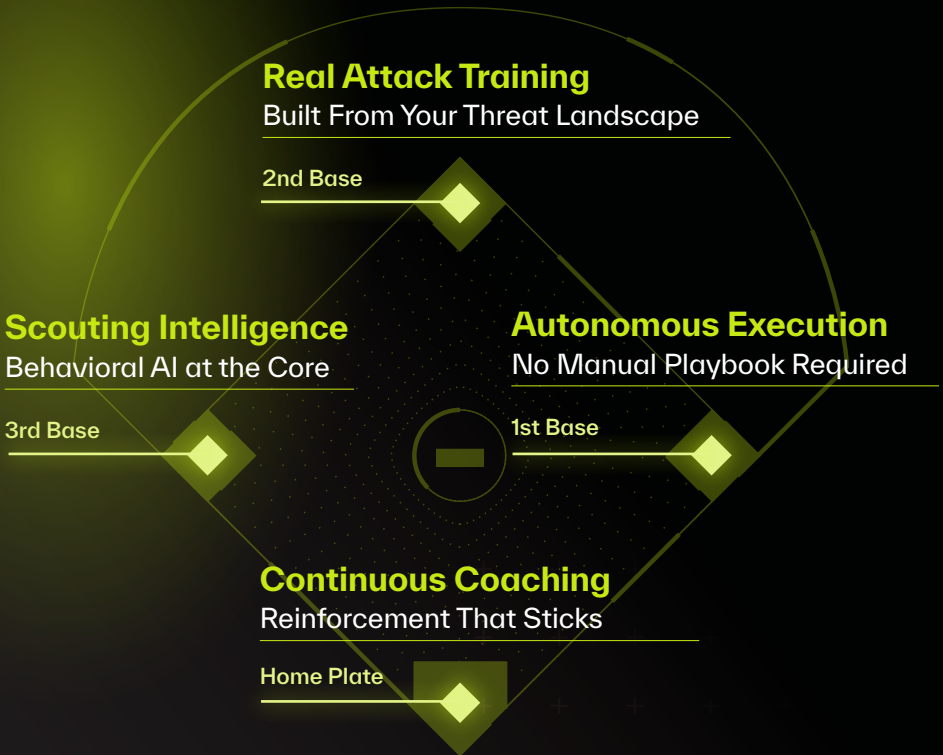 Real Attack Training
Built From Your Threat Landscape
2nd Base
Scouting Intelligence
Behavioral AI at the Core
3rd Base
Autonomous Execution
No Manual Playbook Required
1st Base
Continuous Coaching
Reinforcement That Sticks
Home Plate